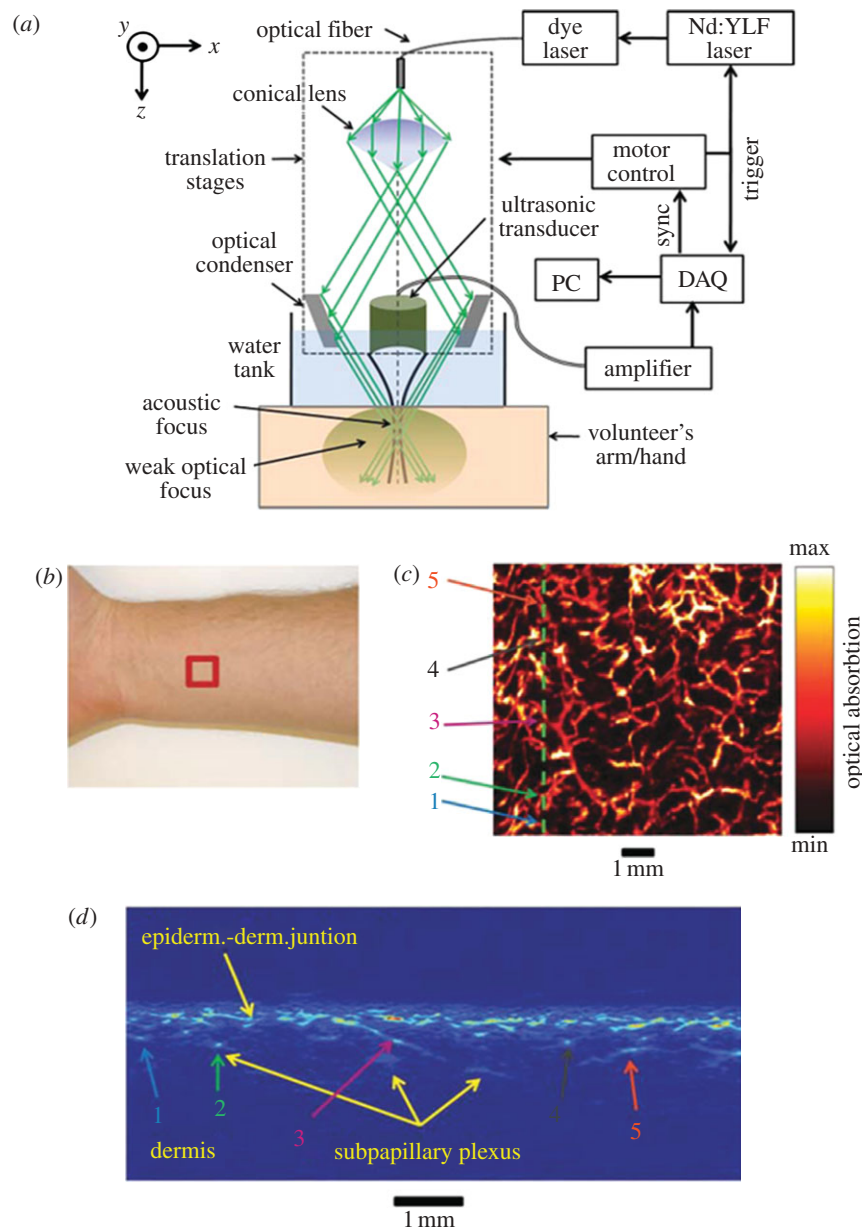 (a)
y
x
z
optical fiber
dye
laser
Nd:YLF
laser
conical lens
translation
stages
motor
control
trigger
sync
ultrasonic
transducer
optical
condenser
PC
DAQ
water
tank
amplifier
acoustic
focus
weak optical
focus
volunteer's
arm/hand
(b)
(c)
5
4
3
2
1
1 mm
max
optical absorbtion
min
(d)
epiderm.-derm.juntion
1
2
3
4
5
dermis
subpapillary plexus
1 mm